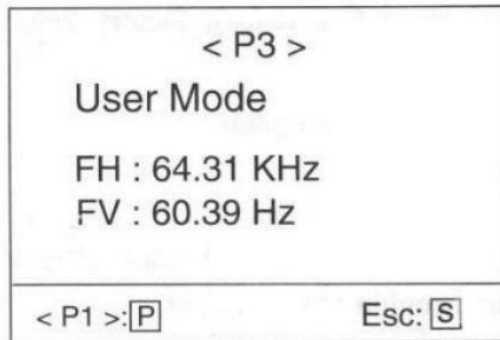 < P3 >
User Mode
FH : 64.31 KHz
FV : 60.39 Hz
< P1 >: P Esc: S